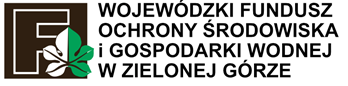 WOJEWÓDZKI FUNDUSZ
OCHRONY ŚRODOWISKA
i GOSPODARKI WODNEJ
W ZIELONEJ GÓRZE